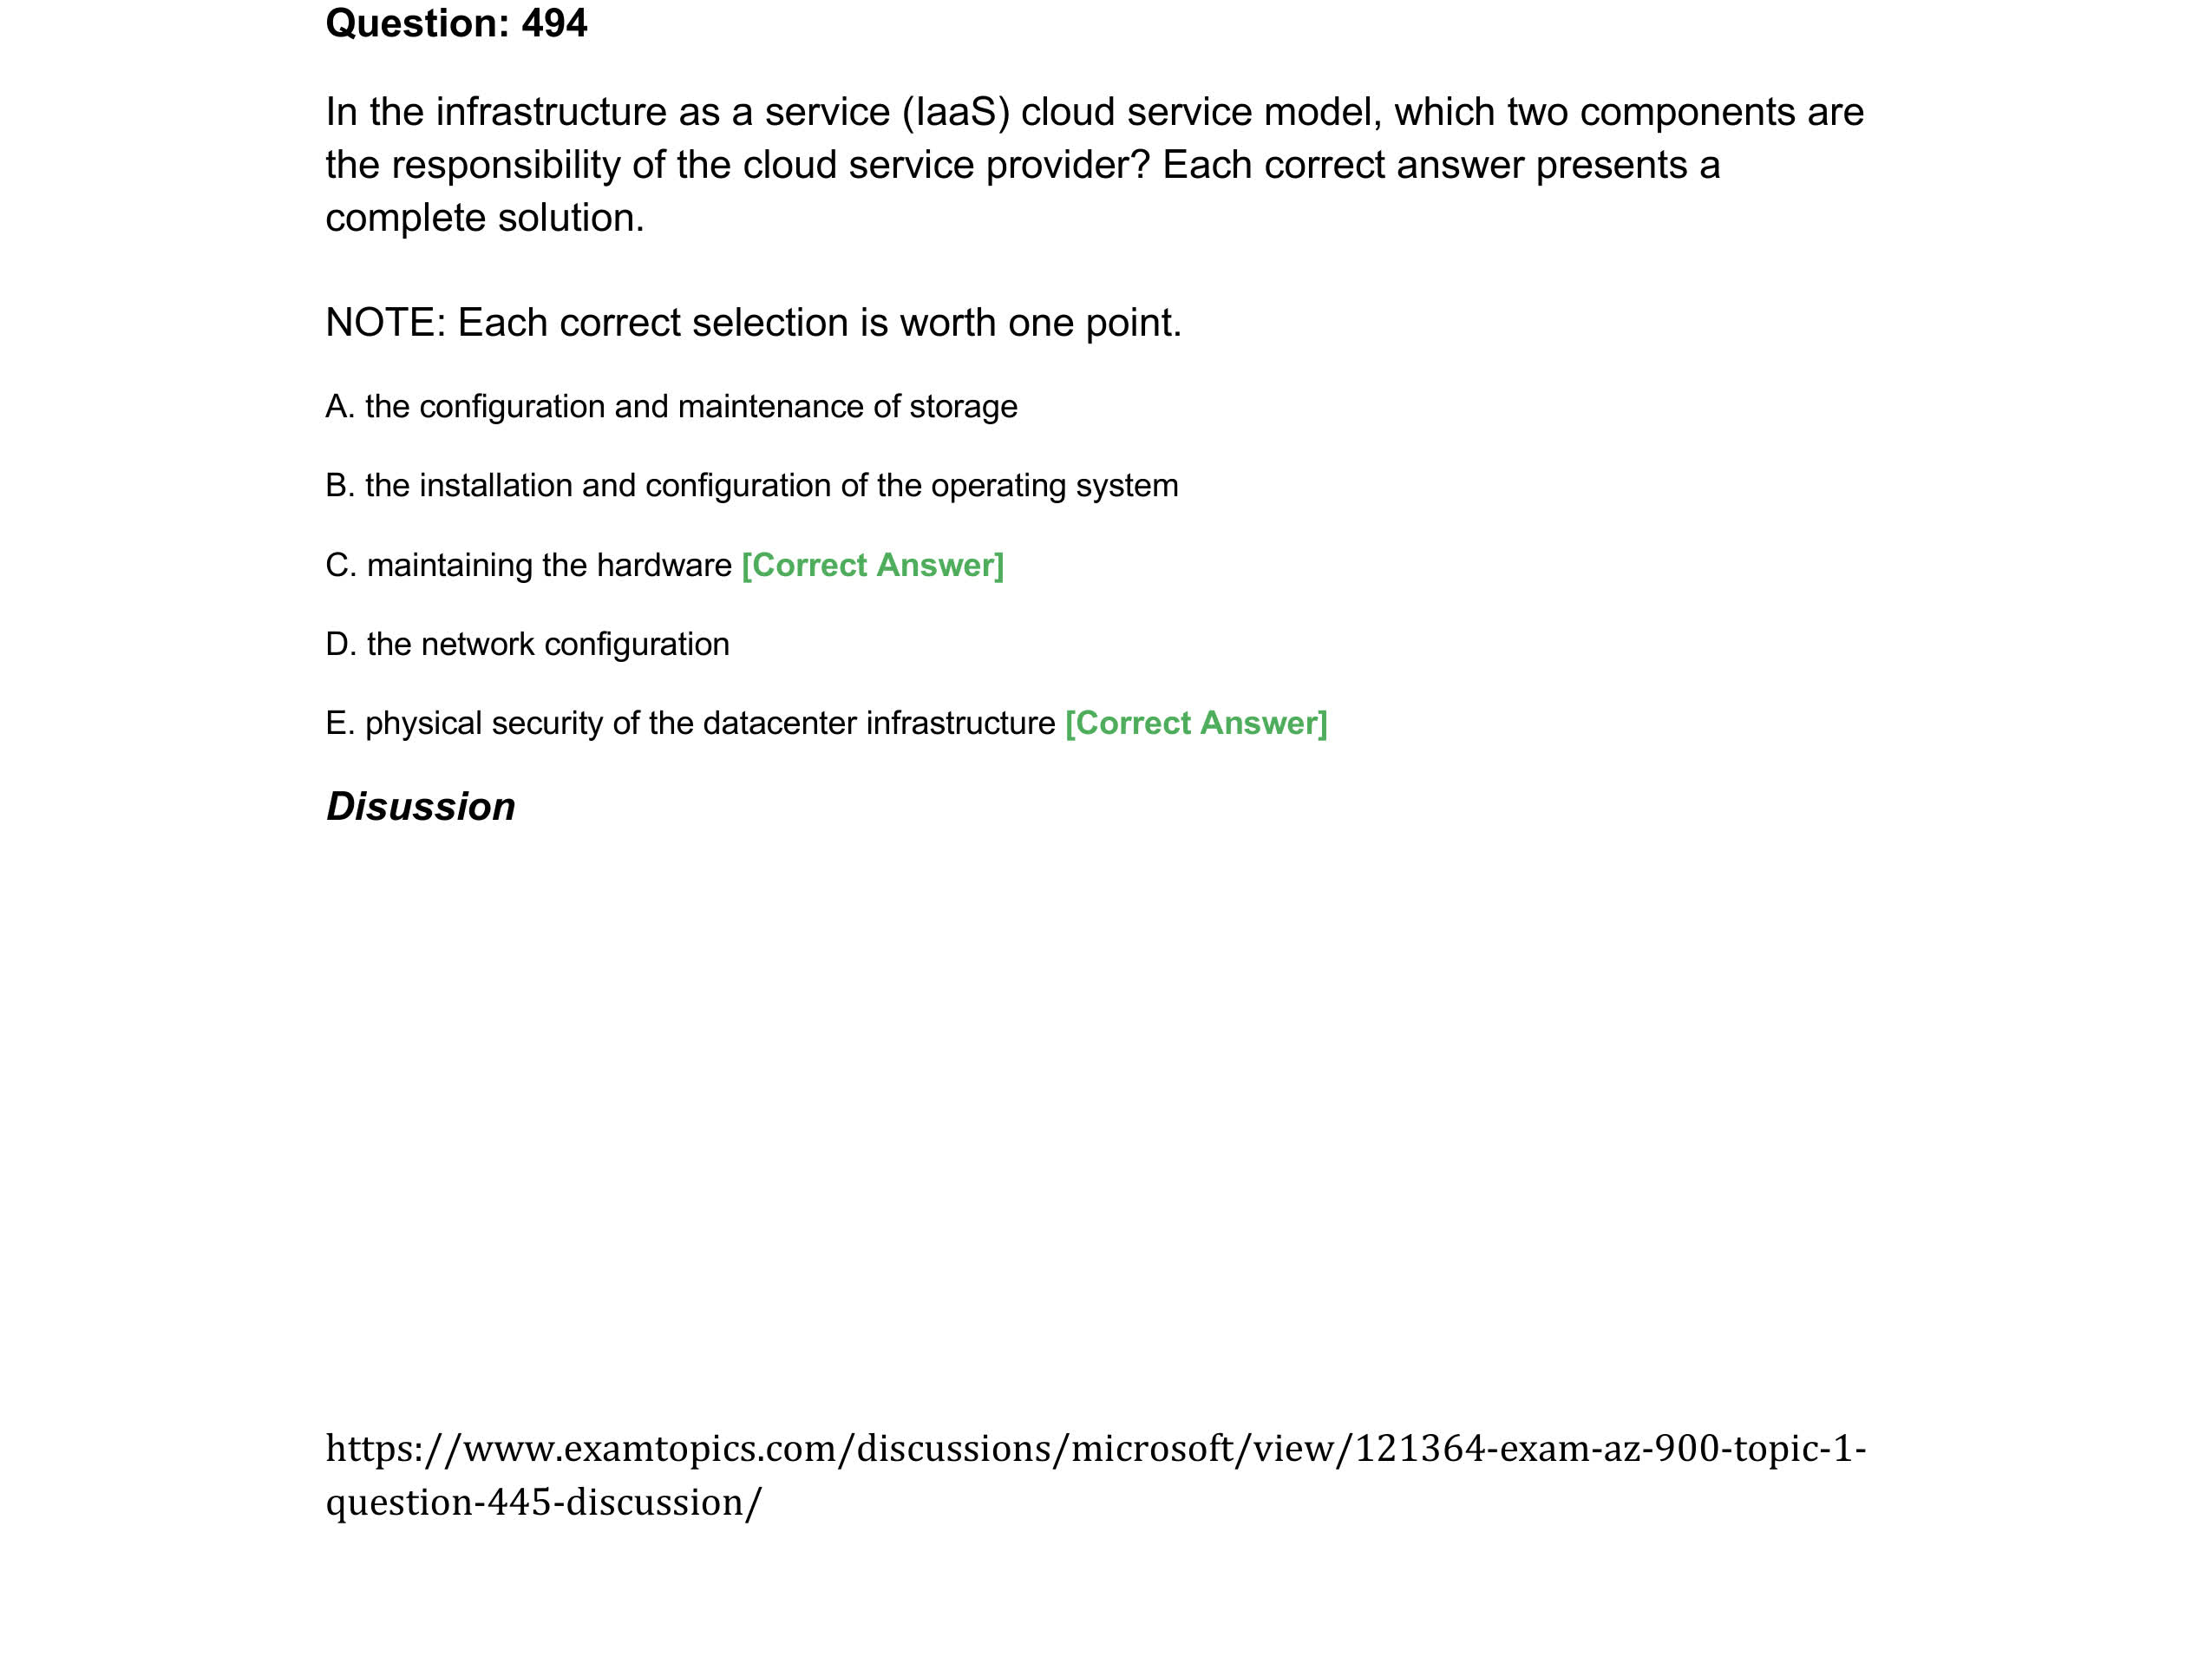 Question: 494
In the infrastructure as a service (IaaS) cloud service model, which two components are
the responsibility of the cloud service provider? Each correct answer presents a
complete solution.
NOTE: Each correct selection is worth one point.
A. the configuration and maintenance of storage
B. the installation and configuration of the operating system
C. maintaining the hardware [Correct Answer]
D. the network configuration
E. physical security of the datacenter infrastructure [Correct Answer]
Disussion
https://www.examtopics.com/discussions/microsoft/view/121364-exam-az-900-topic-1-
question-445-discussion/